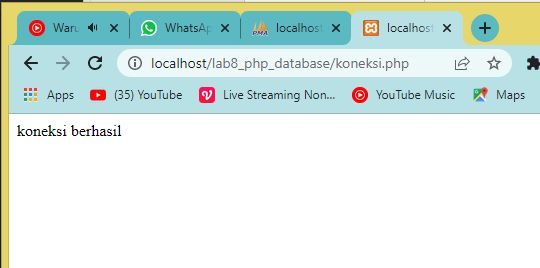 Waru
WhatsAp
PMA
localhost
localhost
localhost/lab8_php_database/koneksi.php
Apps
(35) YouTube
Live Streaming Non...
YouTube Music
Maps
koneksi berhasil